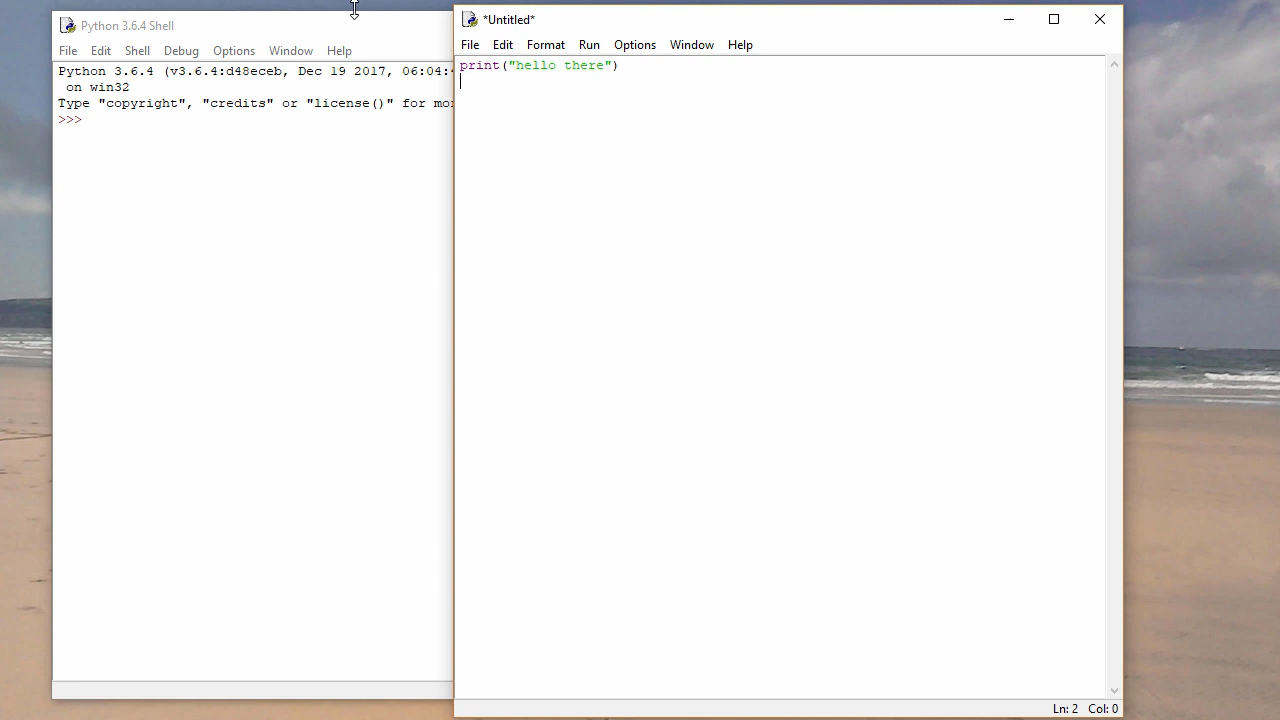 Python 3.6.4 Shell
File Edit Shell Debug Options Window Help
Python 3.6.4 (v3.6.4:d48eceb, Dec 19 2017, 06:04:
on win32
Type "copyright", "credits" or "license()" for
>>>
*Untitled*
File Edit Format Run Options Window Help
print("hello there")
Ln: 2 Col: 0